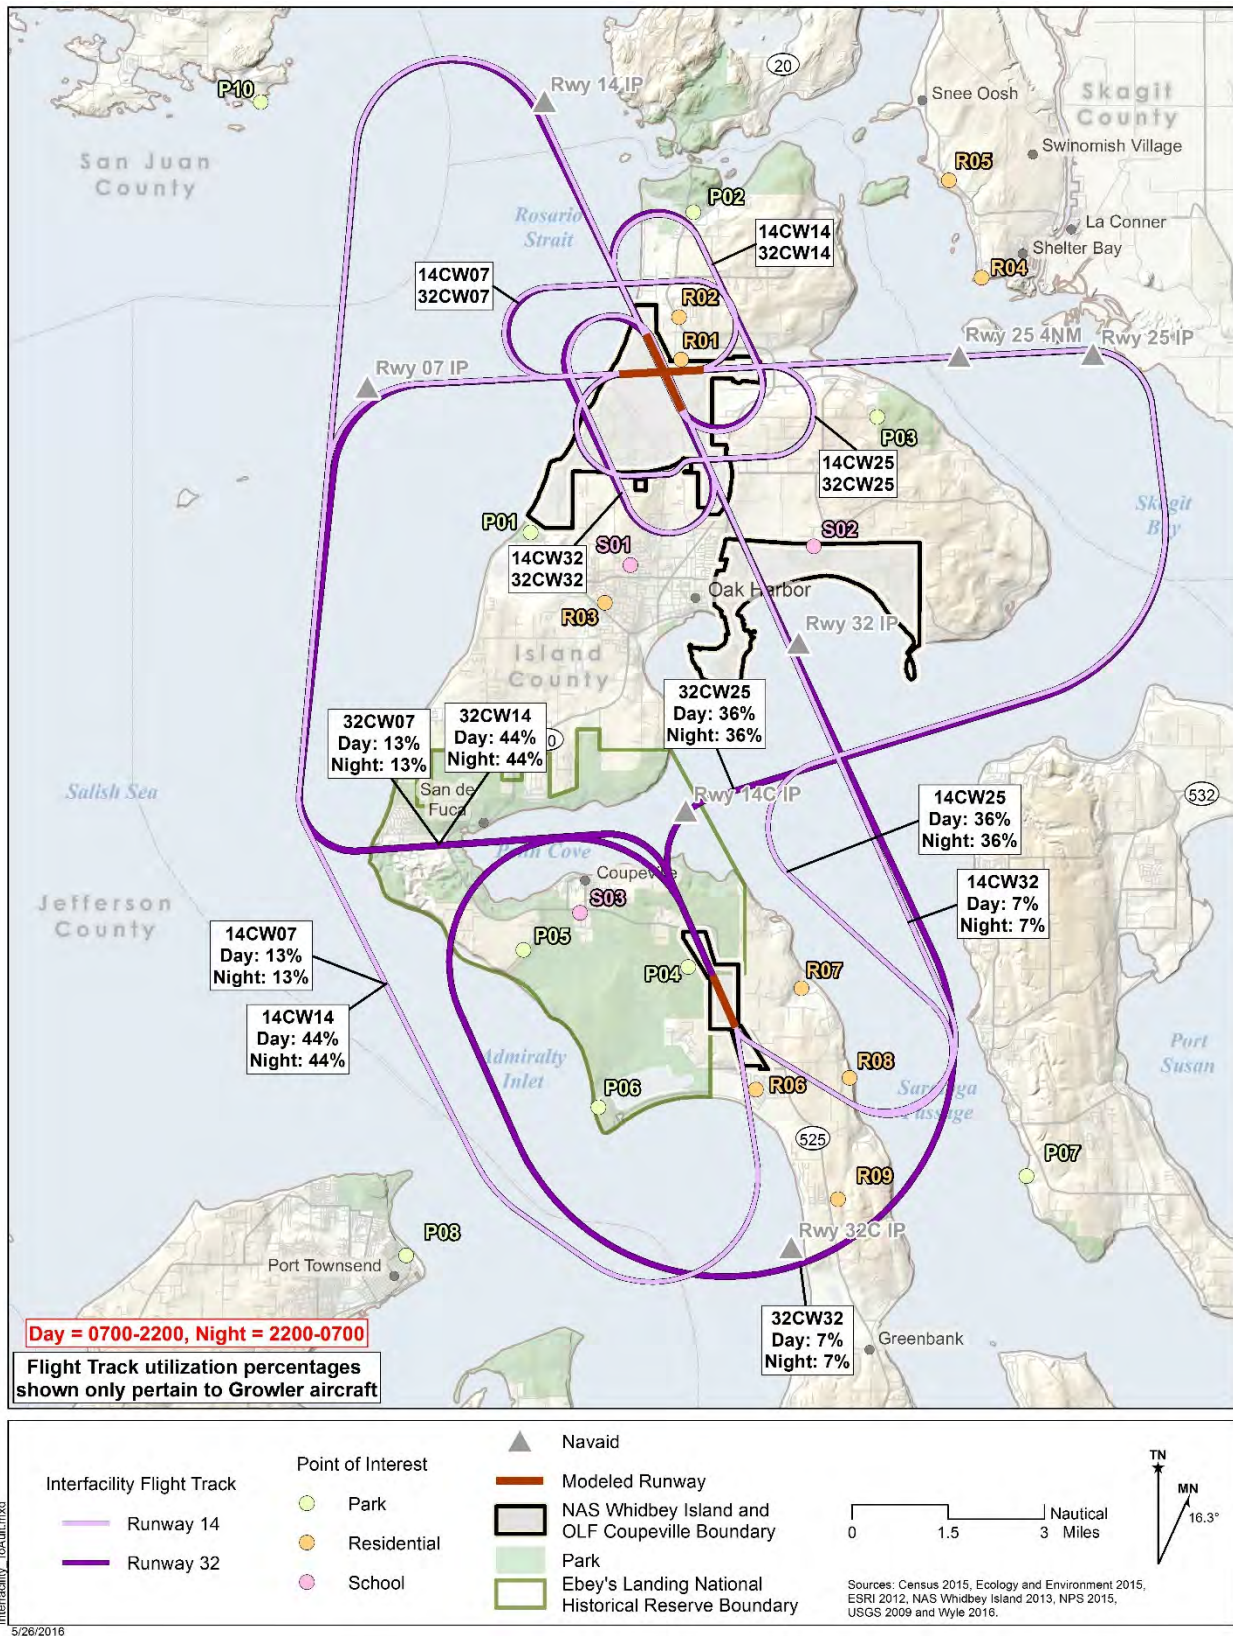 P10
Rwy 14 IP
20
Snee Oosh
Skagit
County
San Juan
County
Swinomish Village
R05
P02
Rosario
Strait
14CW14
32CW14
La Conner
Shelter Bay
R04
14CW07
32CW07
R02
R01
Rwy 25 4NM
Rwy 25 IP
Rwy 07 IP
P03
14CW25
32CW25
Skagit
Bay
P01
S01
S02
14CW32
32CW32
Oak Harbor
R03
Rwy 32 IP
Island
County
32CW25
Day: 36%
Night: 36%
32CW07
Day: 13%
Night: 13%
32CW14
Day: 44%
Night: 44%
0
Salish Sea
San de
Fuca
Rwy 14C IP
532
14CW25
Day: 36%
Night: 36%
Penn Cove
Coupeville
14CW32
Day: 7%
Night: 7%
Jefferson
County
S03
P05
14CW07
Day: 13%
Night: 13%
P04
R07
14CW14
Day: 44%
Night: 44%
Admiralty
Inlet
Port
Susan
R08
R06
Saratoga
Passage
P06
525
P07
R09
P08
Rwy 32C IP
Port Townsend
32CW32
Day: 7%
Night: 7%
Greenbank
Day = 0700-2200, Night = 2200-0700
Flight Track utilization percentages
shown only pertain to Growler aircraft
Interfacility Flight Track
Runway 14
Runway 32
Point of Interest
Park
Residential
School
Navaid
Modeled Runway
NAS Whidbey Island and
OLF Coupeville Boundary
Park
Ebey's Landing National
Historical Reserve Boundary
0 1.5 3 Nautical
Miles
TN
MN
16.3°
Sources: Census 2015, Ecology and Environment 2015,
ESRI 2012, NAS Whidbey Island 2013, NPS 2015,
USGS 2009 and Wyle 2016.
5/26/2016